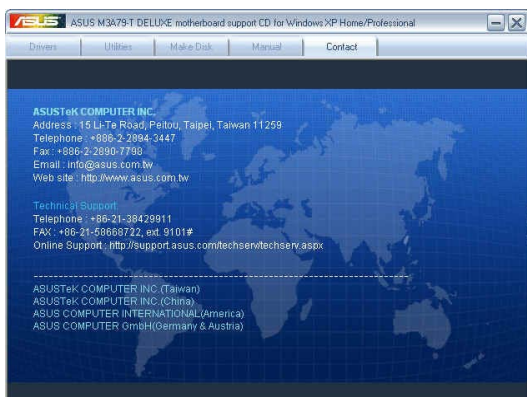 ASUS
ASUS M3A79-T DELUXE motherboard support CD for Windows XP Home/Professional
Drivers Utilities Make Disk Manual Contact
ASUSTeK COMPUTER INC.
Address : 15 Li-Te Road, Peitou, Taipei, Taiwan 11259
Telephone : +886-2-2894-3447
Fax : +886-2-2890-7798
Email : info@asus.com.tw
Web site : http://www.asus.com.tw
Technical Support
Telephone : +86-21-38429911
FAX : +86-21-58668722, ext. 9101#
Online Support : http://support.asus.com/techserv/techserv.aspx
ASUSTeK COMPUTER INC.(Taiwan)
ASUSTeK COMPUTER INC.(China)
ASUS COMPUTER INTERNATIONAL(America)
ASUS COMPUTER GmbH(Germany & Austria)